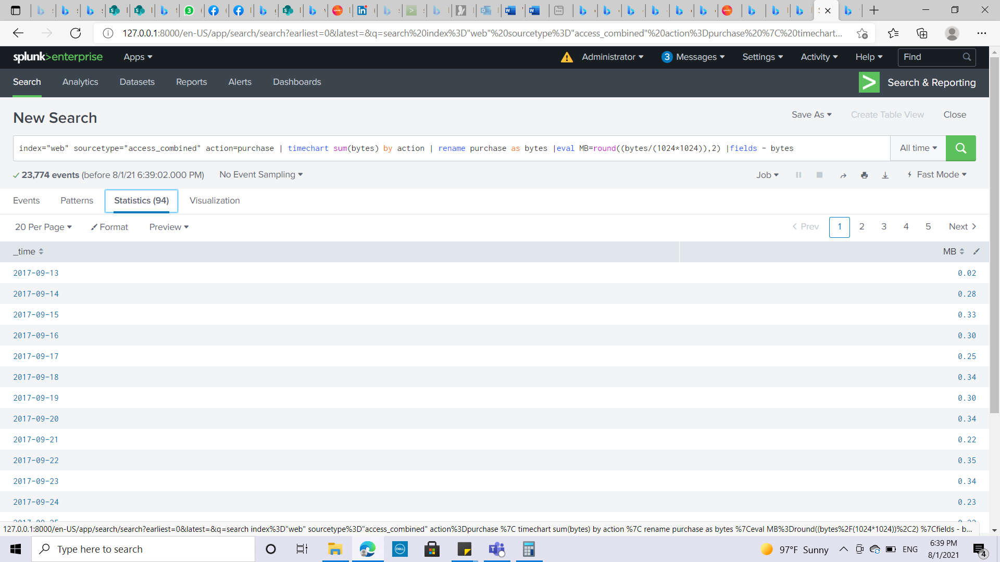 127.0.0.1:8000/en-US/app/search/search?earliest=0&latest=&q=search%20index%3D"web"%20sourcetype%3D"access_combined"%20action%3Dpurchase%20%7C%20timechart...
splunk>enterprise Apps Administrator 3 Messages Settings Activity Help Find
Search Analytics Datasets Reports Alerts Dashboards > Search & Reporting
New Search Save As Create Table View Close
index="web" sourcetype="access_combined" action=purchase | timechart sum(bytes) by action | rename purchase as bytes |eval MB=round((bytes/(1024*1024)),2) |fields - bytes All time
23,774 events (before 8/1/21 6:39:02.000 PM) No Event Sampling Job Fast Mode
Events Patterns Statistics (94) Visualization
20 Per Page Format Preview < Prev 1 2 3 4 5 Next >
_time MB
2017-09-13 0.02
2017-09-14 0.28
2017-09-15 0.33
2017-09-16 0.30
2017-09-17 0.25
2017-09-18 0.34
2017-09-19 0.30
2017-09-20 0.34
2017-09-21 0.22
2017-09-22 0.35
2017-09-23 0.34
2017-09-24 0.23
127.0.0.1:8000/en-US/app/search/search?earliest=0&latest=&q=search index%3D"web" sourcetype%3D"access_combined" action%3Dpurchase %7C timechart sum(bytes) by action %7C rename purchase as bytes %7Ceval MB%3Dround((bytes%2F(1024*1024))%2C2) %7Cfields - b...
Type here to search DELL 97°F Sunny ENG 6:39 PM 4
8/1/2021